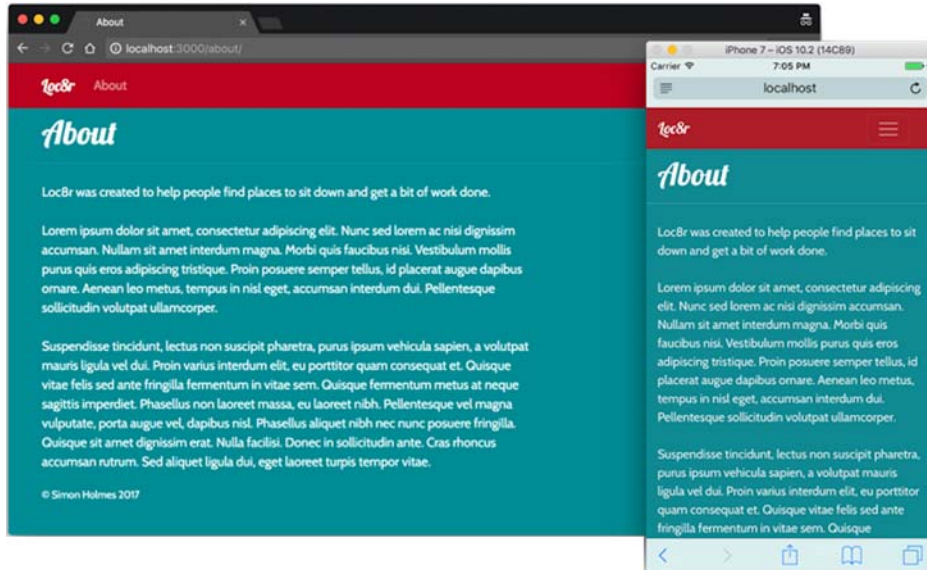 About
localhost:3000/about/
Loc8r
About
About
Loc8r was created to help people find places to sit down and get a bit of work done.
Lorem ipsum dolor sit amet, consectetur adipiscing elit. Nunc sed lorem ac nisi dignissim
accumsan. Nullam sit amet interdum magna. Morbi quis faucibus nisi. Vestibulum mollis
purus quis eros adipiscing tristique. Proin posuere semper tellus, id placerat augue dapibus
ornare. Aenean leo metus, tempus in nisl eget, accumsan interdum dui. Pellentesque
sollicitudin volutpat ullamcorper.
Suspendisse tincidunt, lectus non suscipit pharetra, purus ipsum vehicula sapien, a volutpat
mauris ligula vel dui. Proin varius interdum elit, eu porttitor quam consequat et. Quisque
vitae felis sed ante fringilla fermentum in vitae sem. Quisque fermentum metus at neque
sagittis imperdiet. Phasellus non laoreet massa, eu laoreet nibh. Pellentesque vel magna
vulputate, porta augue vel, dapibus nisl. Phasellus aliquet nibh nec nunc posuere fringilla.
Quisque sit amet dignissim erat. Nulla facilisi. Donec in sollicitudin ante. Cras rhoncus
accumsan rutrum. Sed aliquet ligula dui, eget laoreet turpis tempor vitae.
© Simon Holmes 2017
iPhone 7 – iOS 10.2 (14C89)
Carrier
7:05 PM
localhost
Loc8r
About
Loc8r was created to help people find places to sit
down and get a bit of work done.
Lorem ipsum dolor sit amet, consectetur adipiscing
elit. Nunc sed lorem ac nisi dignissim accumsan.
Nullam sit amet interdum magna. Morbi quis
faucibus nisi. Vestibulum mollis purus quis eros
adipiscing tristique. Proin posuere semper tellus, id
placerat augue dapibus ornare. Aenean leo metus,
tempus in nisl eget, accumsan interdum dui.
Pellentesque sollicitudin volutpat ullamcorper.
Suspendisse tincidunt, lectus non suscipit pharetra,
purus ipsum vehicula sapien, a volutpat mauris
ligula vel dui. Proin varius interdum elit, eu porttitor
quam consequat et. Quisque vitae felis sed ante
fringilla fermentum in vitae sem. Quisque